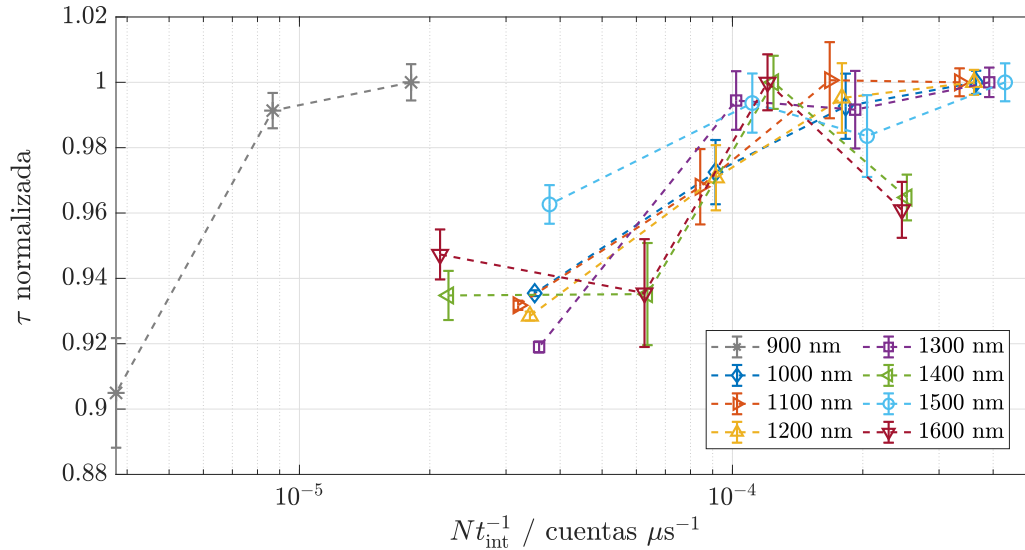 1.02
1
0.98
0.96
0.94
0.92
0.9
0.88
τ normalizada
10⁻⁵
10⁻⁴
Nt_int⁻¹ / cuentas μs⁻¹
900 nm
1000 nm
1100 nm
1200 nm
1300 nm
1400 nm
1500 nm
1600 nm